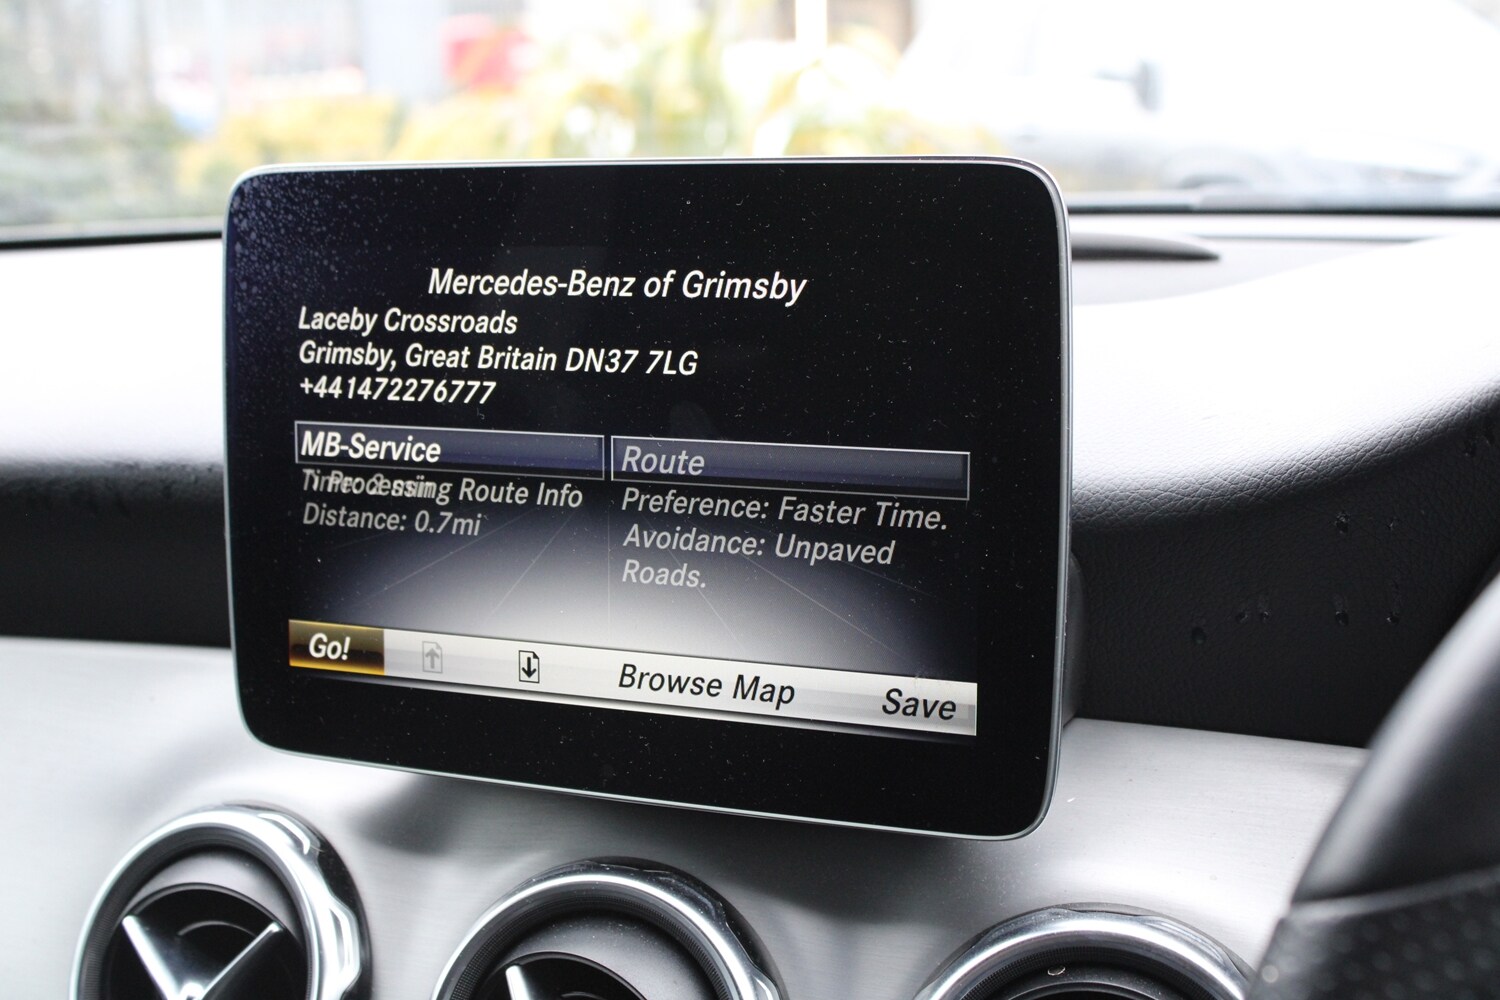 Mercedes-Benz of Grimsby
Laceby Crossroads
Grimsby, Great Britain DN37 7LG
+441472276777
MB-Service
Route Info
Distance: 0.7mi
Route
Preference: Faster Time.
Avoidance: Unpaved
Roads.
Go!
Browse Map
Save